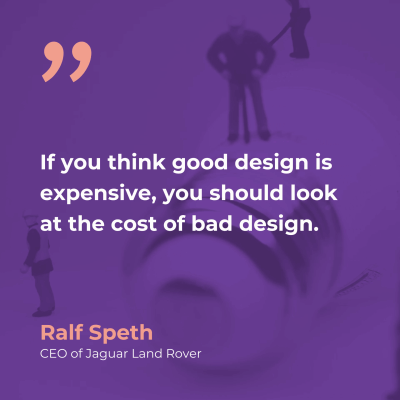 ”
If you think good design is
expensive, you should look
at the cost of bad design.
Ralf Speth
CEO of Jaguar Land Rover